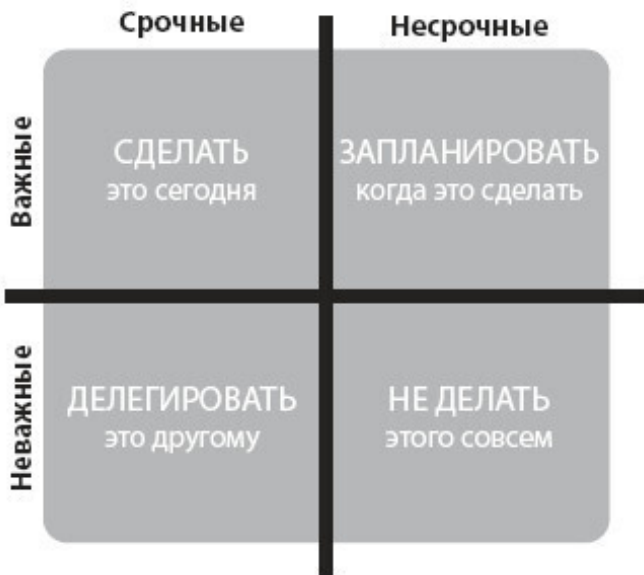 Срочные
Несрочные
Важные
СДЕЛАТЬ
это сегодня
ЗАПЛАНИРОВАТЬ
когда это сделать
Неважные
ДЕЛЕГИРОВАТЬ
это другому
НЕ ДЕЛАТЬ
этого совсем